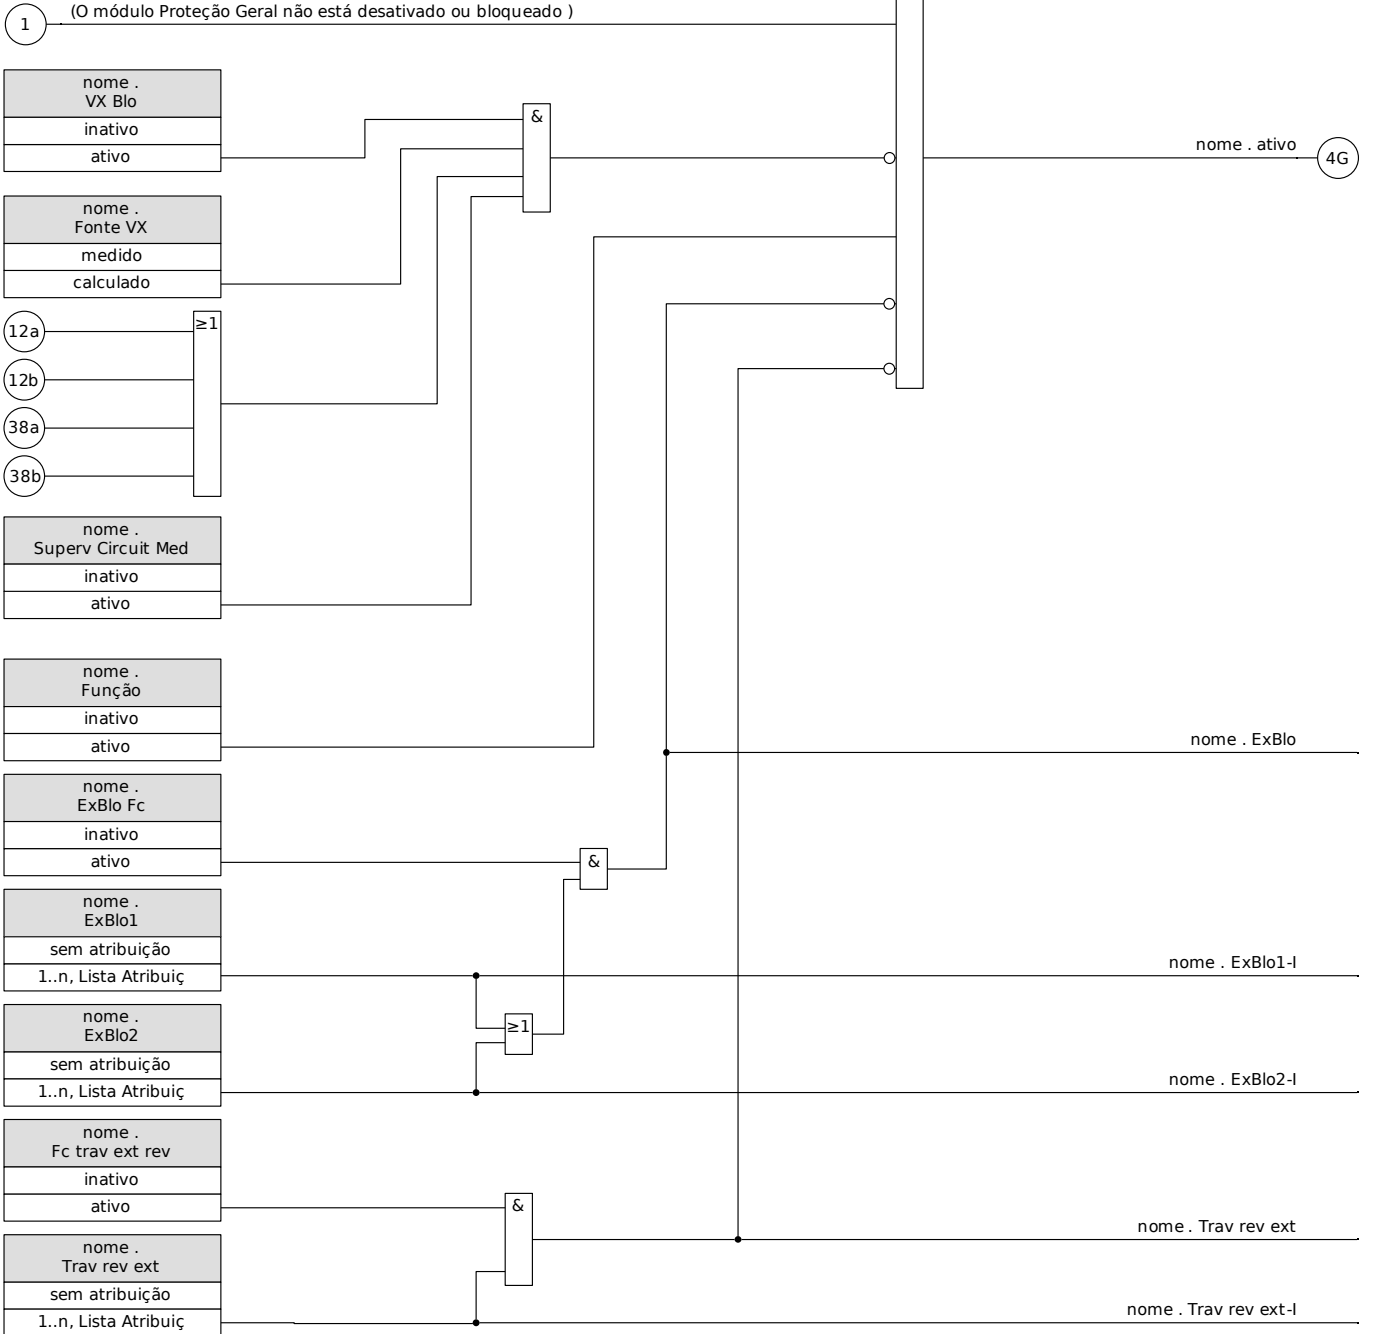 (O módulo Proteção Geral não está desativado ou bloqueado )
1
nome .
VX Blo
inativo
ativo
&
nome . ativo
4G
nome .
Fonte VX
medido
calculado
12a
≥1
12b
38a
38b
nome .
Superv Circuit Med
inativo
ativo
nome .
Função
inativo
ativo
nome . ExBlo
nome .
ExBlo Fc
inativo
ativo
&
nome .
ExBlo1
sem atribuição
1..n, Lista Atribuiç
nome . ExBlo1-I
≥1
nome .
ExBlo2
sem atribuição
1..n, Lista Atribuiç
nome . ExBlo2-I
nome .
Fc trav ext rev
inativo
ativo
&
nome . Trav rev ext
nome .
Trav rev ext
sem atribuição
1..n, Lista Atribuiç
nome . Trav rev ext-I